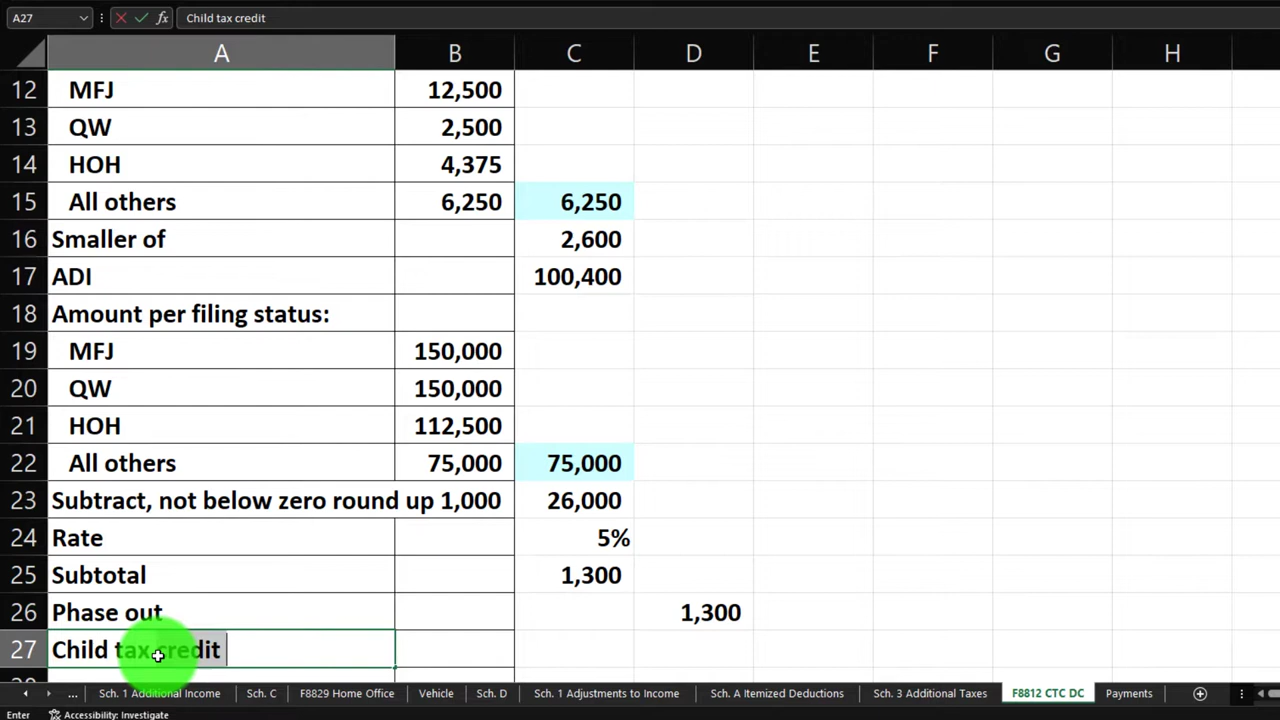 A27 fx Child tax credit
A B C D E F G H
12 MFJ 12,500
13 QW 2,500
14 HOH 4,375
15 All others 6,250 6,250
16 Smaller of 2,600
17 ADI 100,400
18 Amount per filing status:
19 MFJ 150,000
20 QW 150,000
21 HOH 112,500
22 All others 75,000 75,000
23 Subtract, not below zero round up 1,000 26,000
24 Rate 5%
25 Subtotal 1,300
26 Phase out 1,300
27 Child tax credit
... Sch. 1 Additional Income Sch. C F8829 Home Office Vehicle Sch. D Sch. 1 Adjustments to Income Sch. A Itemized Deductions Sch. 3 Additional Taxes F8812 CTC DC Payments
Enter Accessibility: Investigate